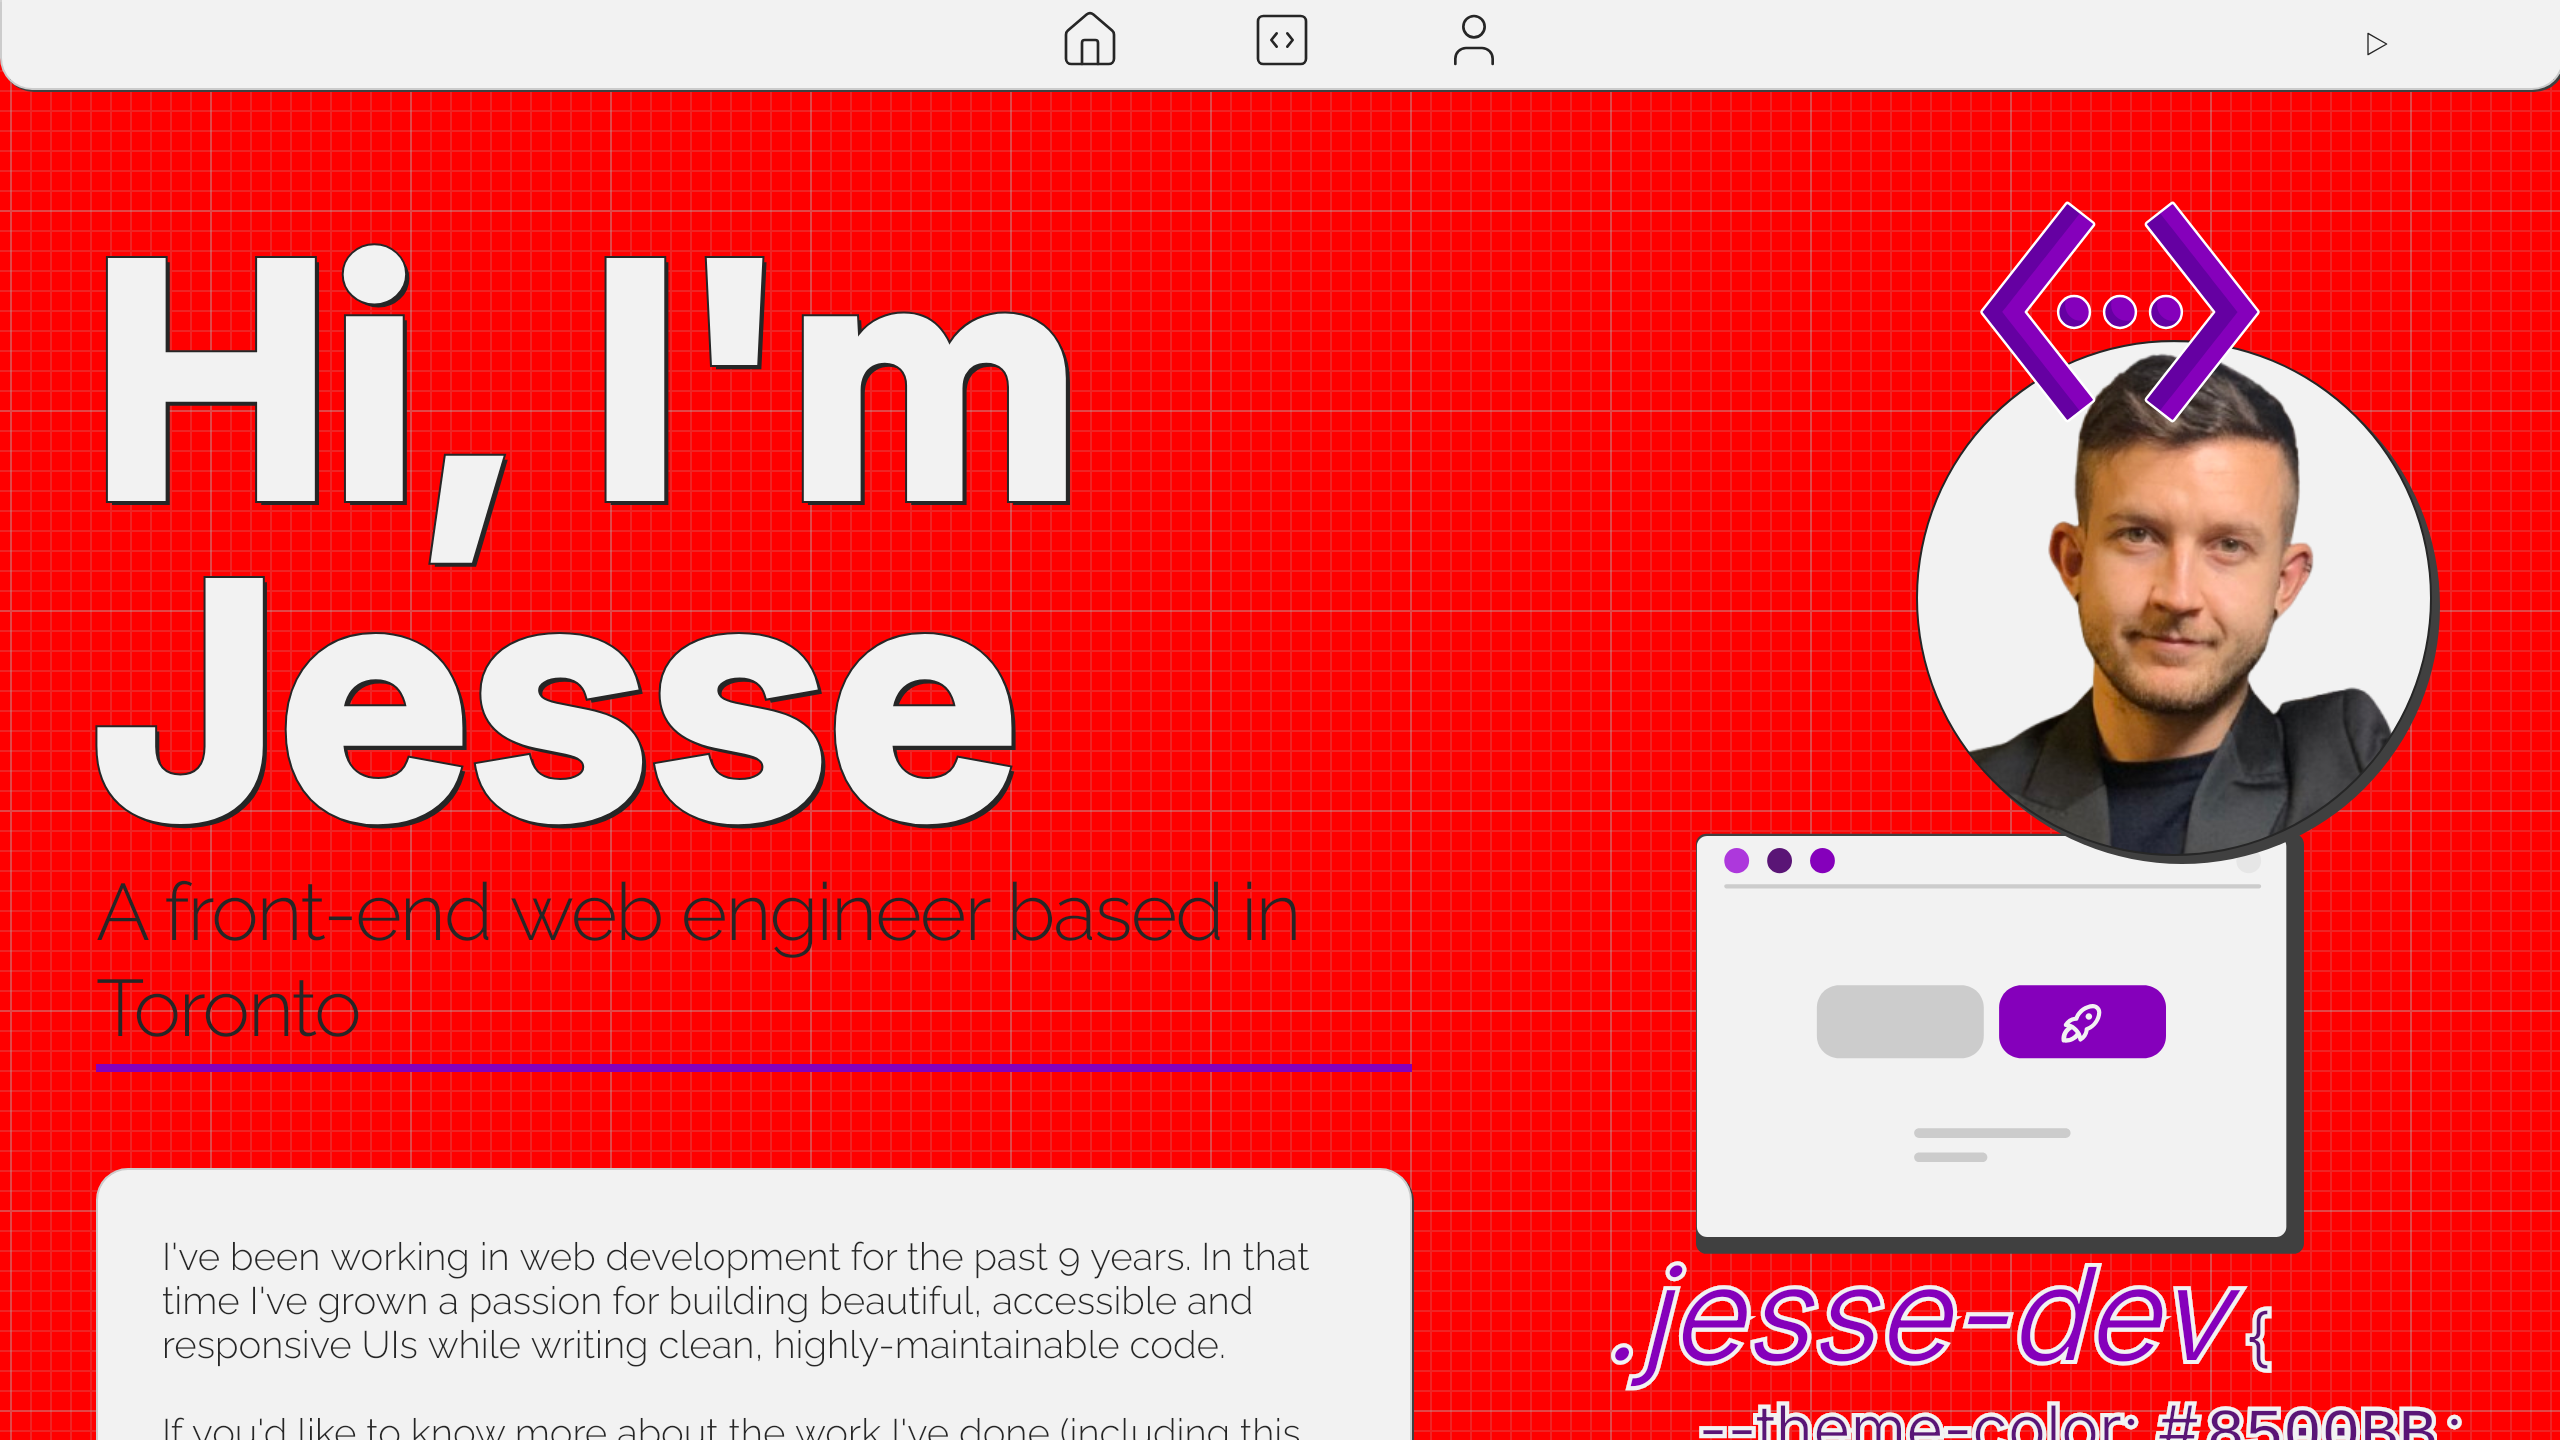 Hi, I'm
Jesse
A front-end web engineer based in
Toronto
I've been working in web development for the past 9 years. In that
time I've grown a passion for building beautiful, accessible and
responsive UIs while writing clean, highly-maintainable code.
If you'd like to know more about the work I've done (including this
.jesse-dev {
--theme-color: #8500BB;